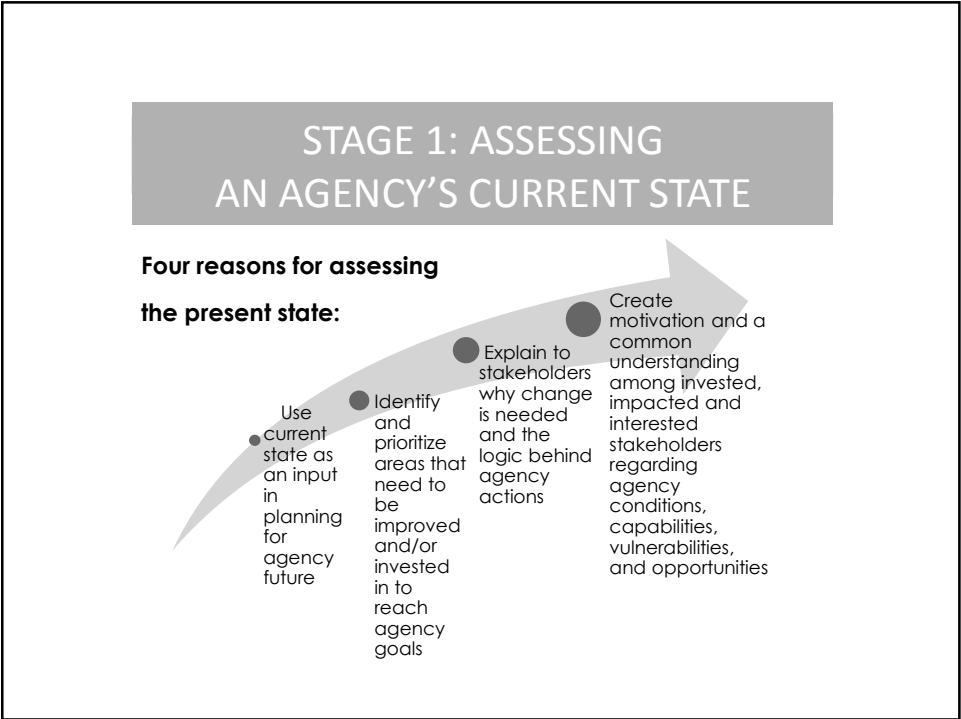 STAGE 1: ASSESSING
AN AGENCY’S CURRENT STATE
Four reasons for assessing
the present state:
Use
current
state as
an input
in
planning
for
agency
future
Identify
and
prioritize
areas that
need to
be
improved
and/or
invested
in to
reach
agency
goals
Explain to
stakeholders
why change
is needed
and the
logic behind
agency
actions
Create
motivation and a
common
understanding
among invested,
impacted and
interested
stakeholders
regarding
agency
conditions,
capabilities,
vulnerabilities,
and opportunities